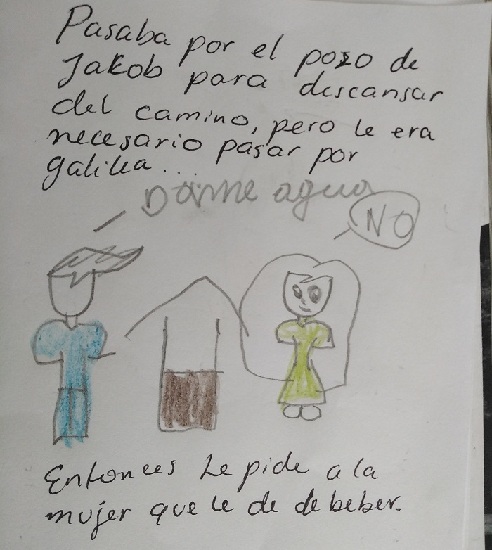 Pasaba por el pozo de
Jakob para descansar
del camino, pero le era
necesario pasar por
galilea...
Dame agua
NO
Entonces Le pide a la
mujer que le de de beber.